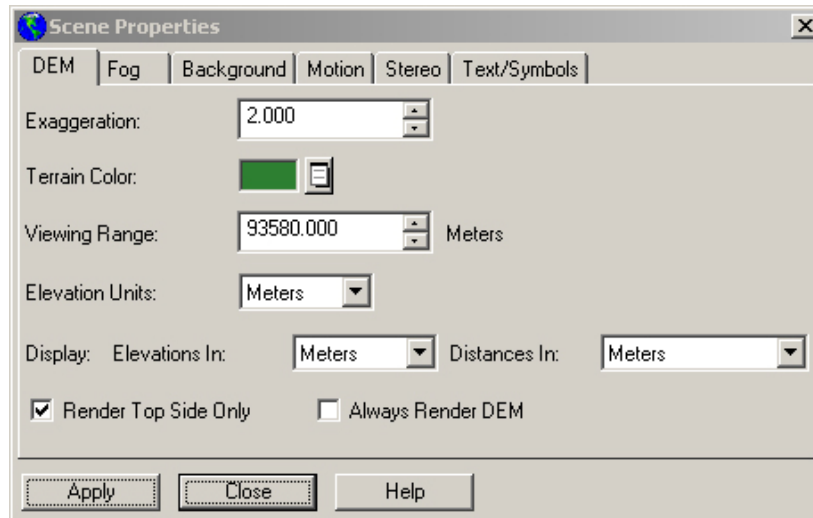 Scene Properties
DEM Fog Background Motion Stereo Text/Symbols
Exaggeration: 2.000
Terrain Color:
Viewing Range: 93580.000 Meters
Elevation Units: Meters
Display: Elevations In: Meters Distances In: Meters
Render Top Side Only Always Render DEM
Apply Close Help